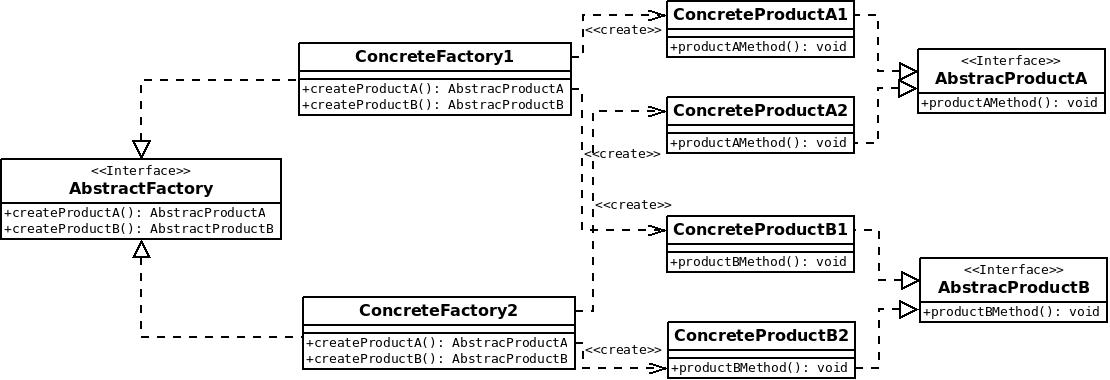 ConcreteFactory1
+createProductA(): AbstracProductA
+createProductB(): AbstracProductB
<<create>>
ConcreteProductA1
+productAMethod(): void
<<Interface>>
AbstracProductA
+productAMethod(): void
ConcreteProductA2
+productAMethod(): void
<<create>>
<<Interface>>
AbstractFactory
+createProductA(): AbstracProductA
+createProductB(): AbstractProductB
<<create>>
ConcreteProductB1
+productBMethod(): void
<<Interface>>
AbstracProductB
+productBMethod(): void
ConcreteFactory2
+createProductA(): AbstracProductA
+createProductB(): AbstracProductB
<<create>>
ConcreteProductB2
+productBMethod(): void